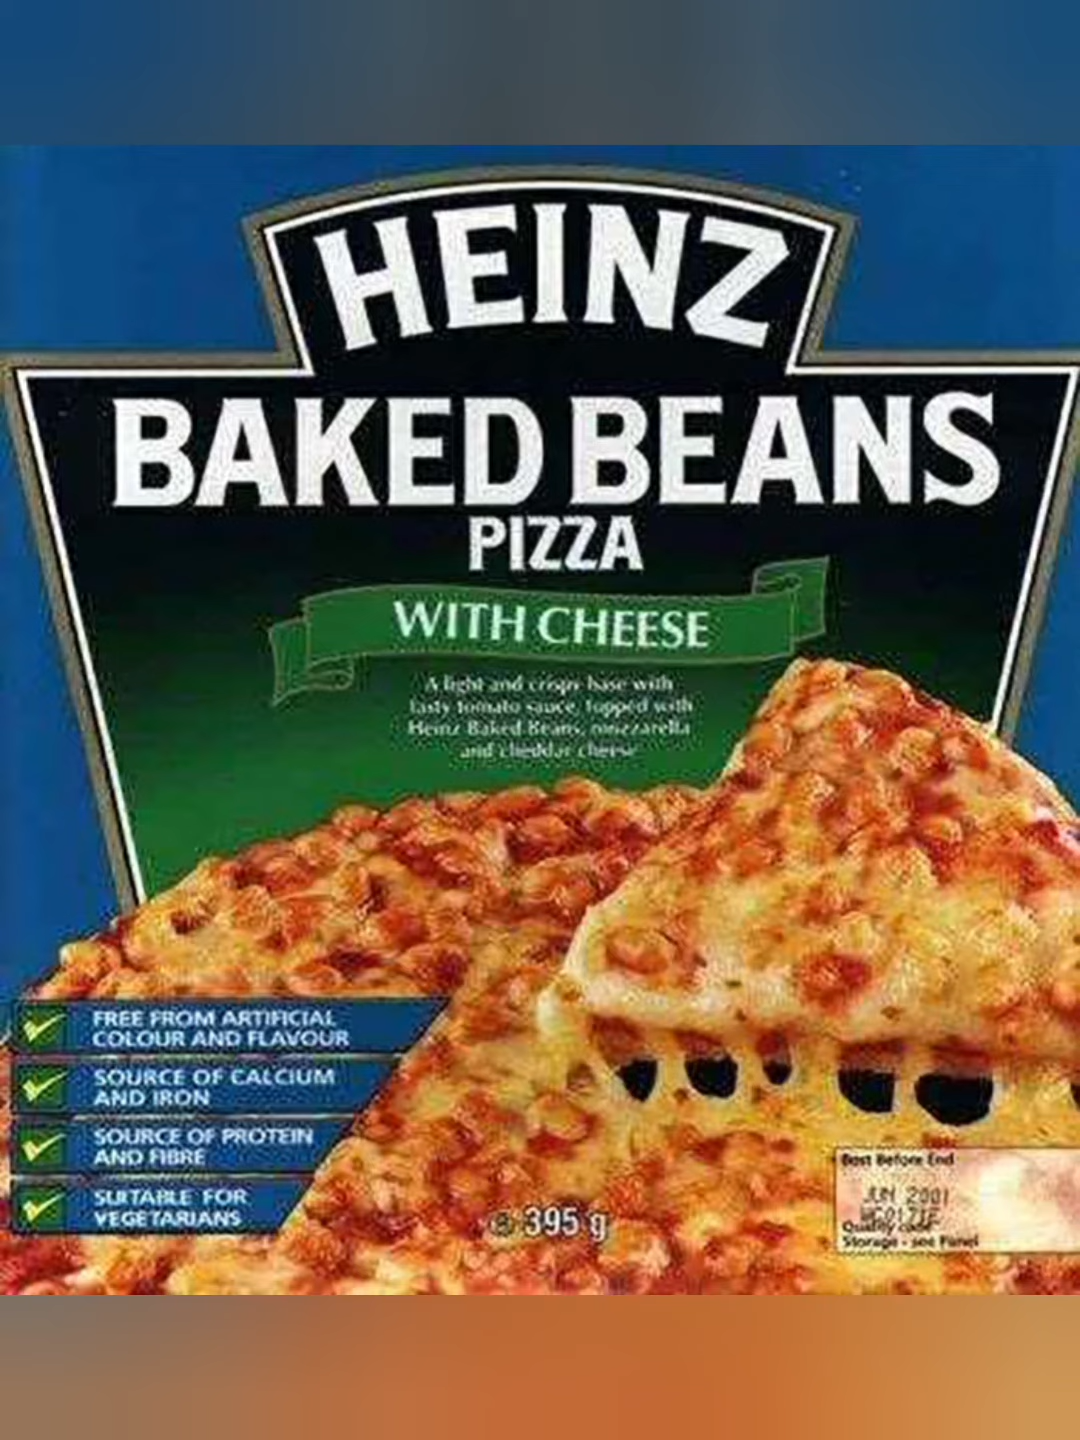 HEINZ
BAKED BEANS
PIZZA
WITH CHEESE
A light and crispy base with
tasty tomato sauce, topped with
Heinz Baked Beans, mozzarella
and cheddar cheese
FREE FROM ARTIFICIAL
COLOUR AND FLAVOUR
SOURCE OF CALCIUM
AND IRON
SOURCE OF PROTEIN
AND FIBRE
SUITABLE FOR
VEGETARIANS
395 g
Best Before End
JUN 2001
Quality code
Storage - see Panel